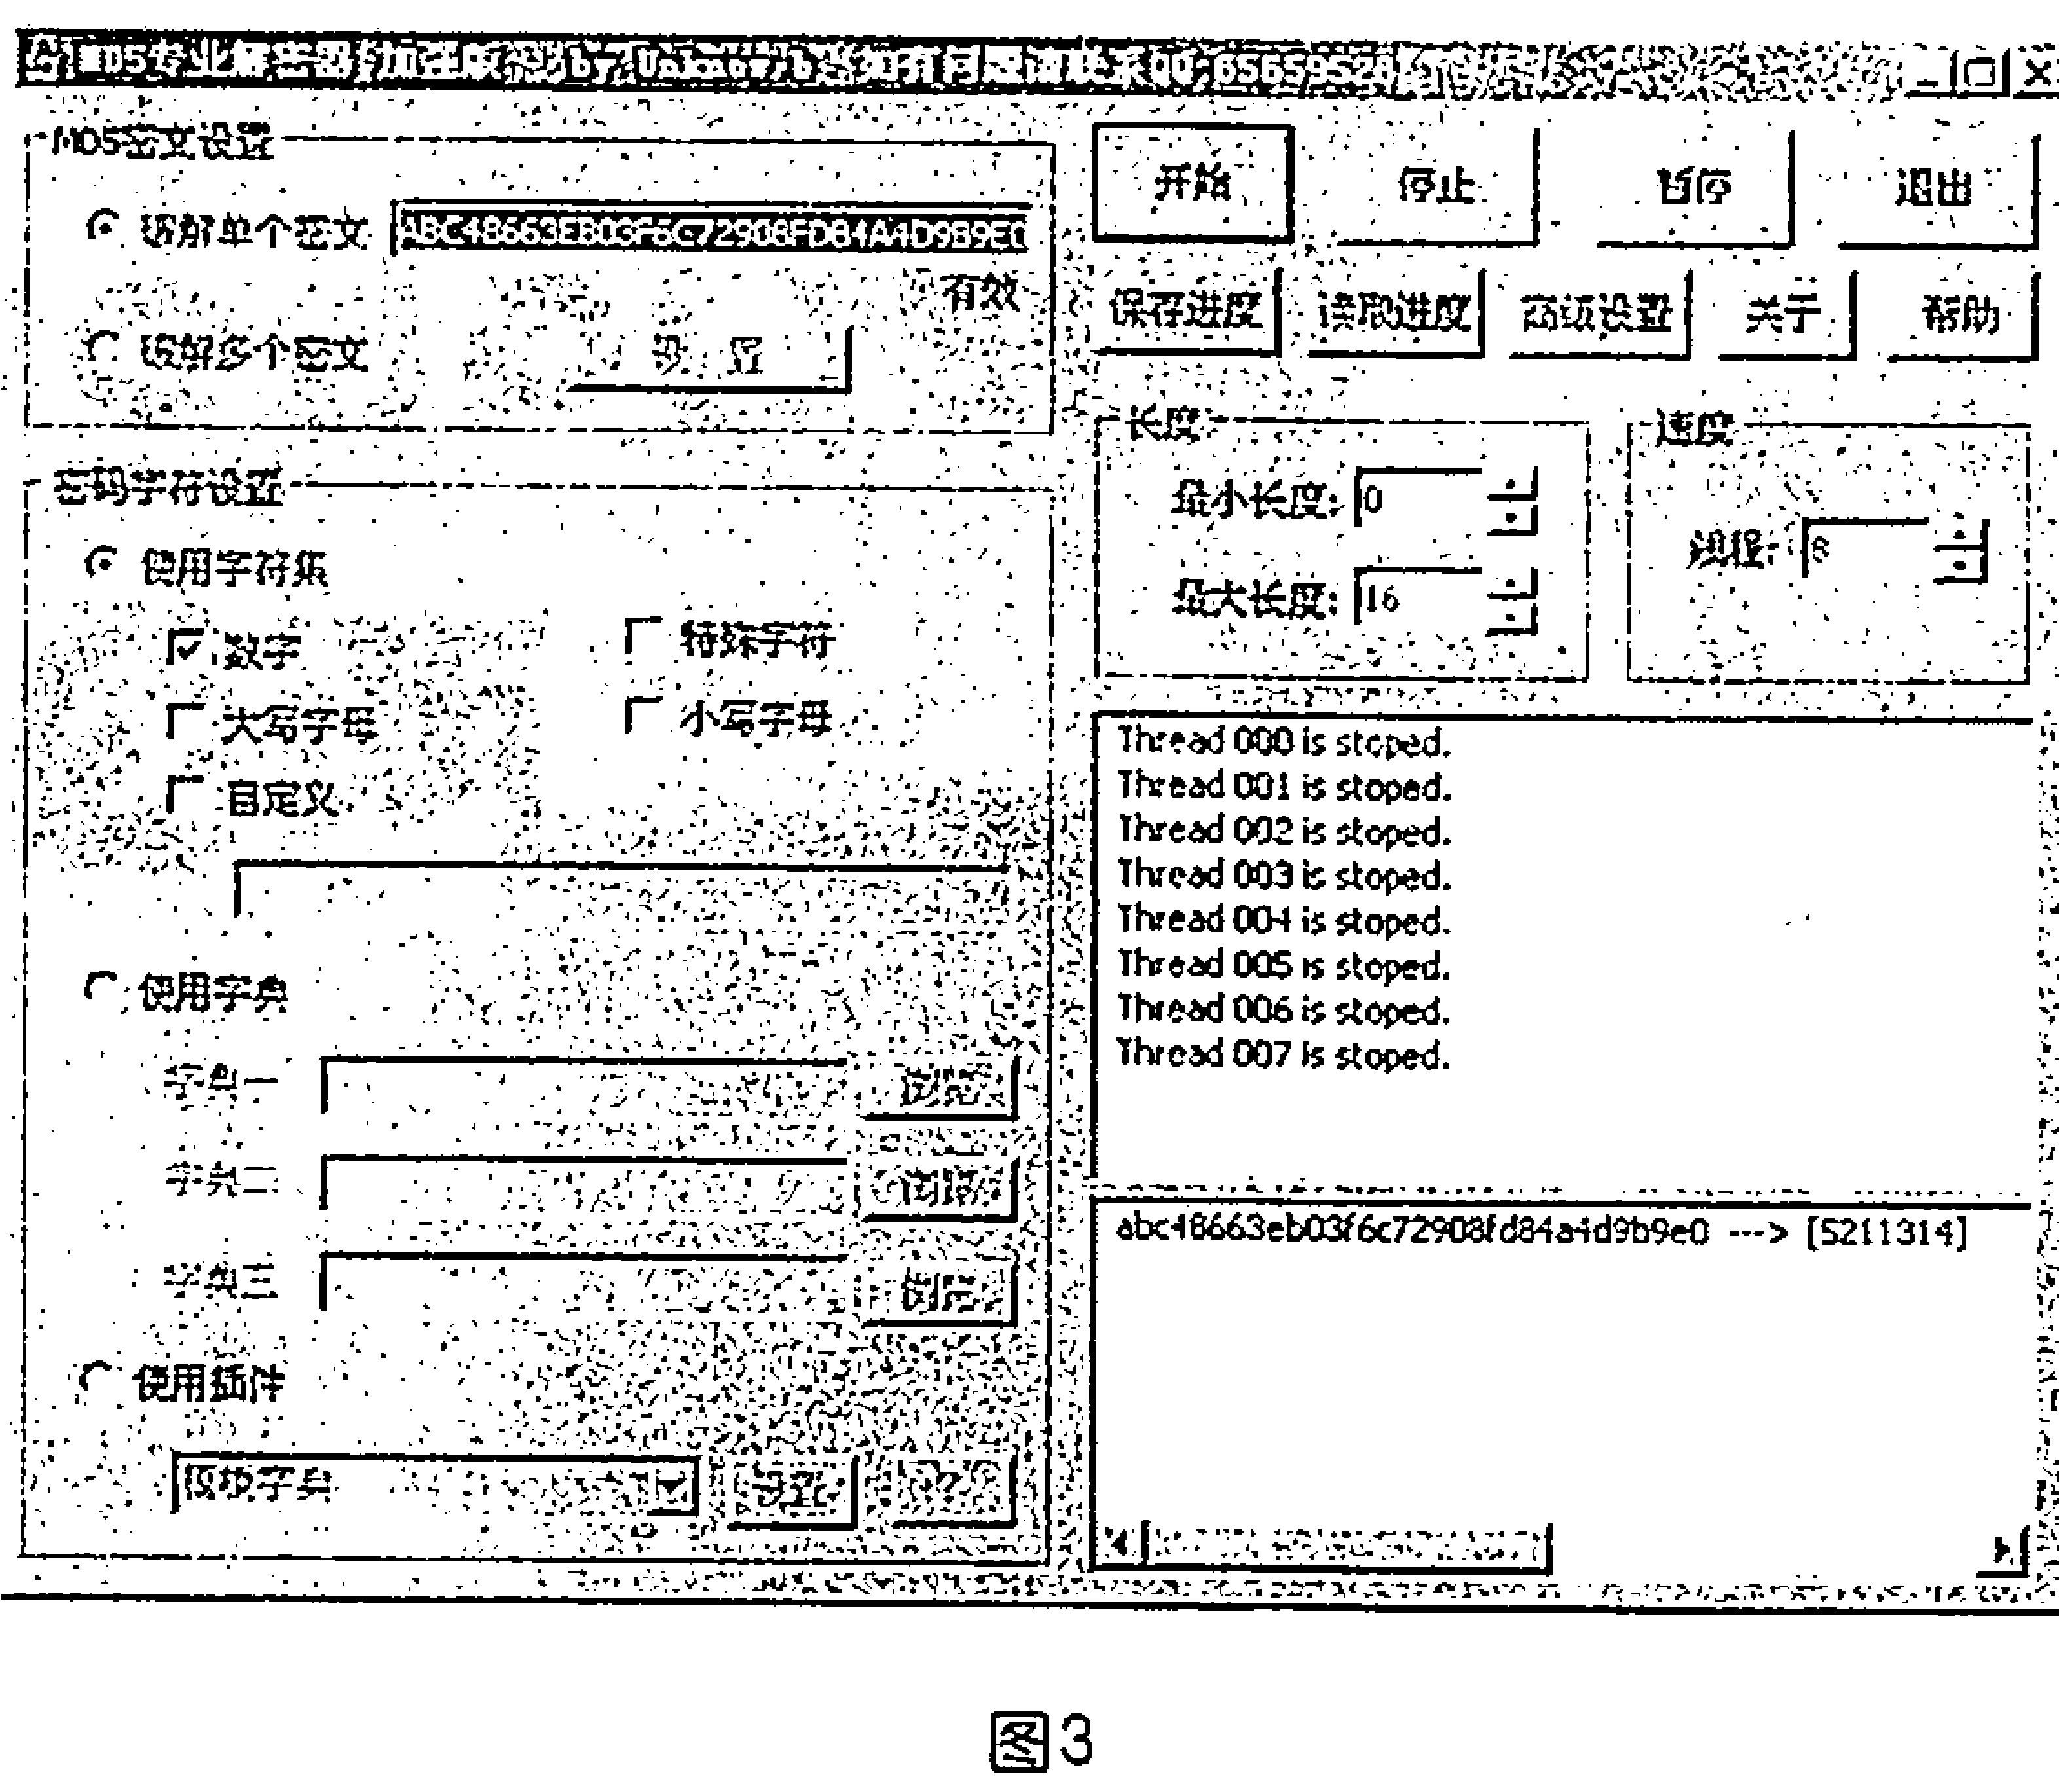 MD5密文设置
破解单个密文 ABC48663EB03F6C72908FD84A4D9B9E0
有效
破解多个密文 设 置
密码字符设置
使用字符集
数字 特殊字符
大写字母 小写字母
自定义
使用字典
字典一 浏览
字典二
字典三
使用插件
设置
开始 停止 暂停 退出
保存进度 读取进度 高级设置 关于 帮助
长度
最小长度: 0
最大长度: 16
速度
线程: 8
Thread 000 is stoped.
Thread 001 is stoped.
Thread 002 is stoped.
Thread 003 is stoped.
Thread 004 is stoped.
Thread 005 is stoped.
Thread 006 is stoped.
Thread 007 is stoped.
abc48663eb03f6c72908fd84a4d9b9e0 ---> [5211314]
图3